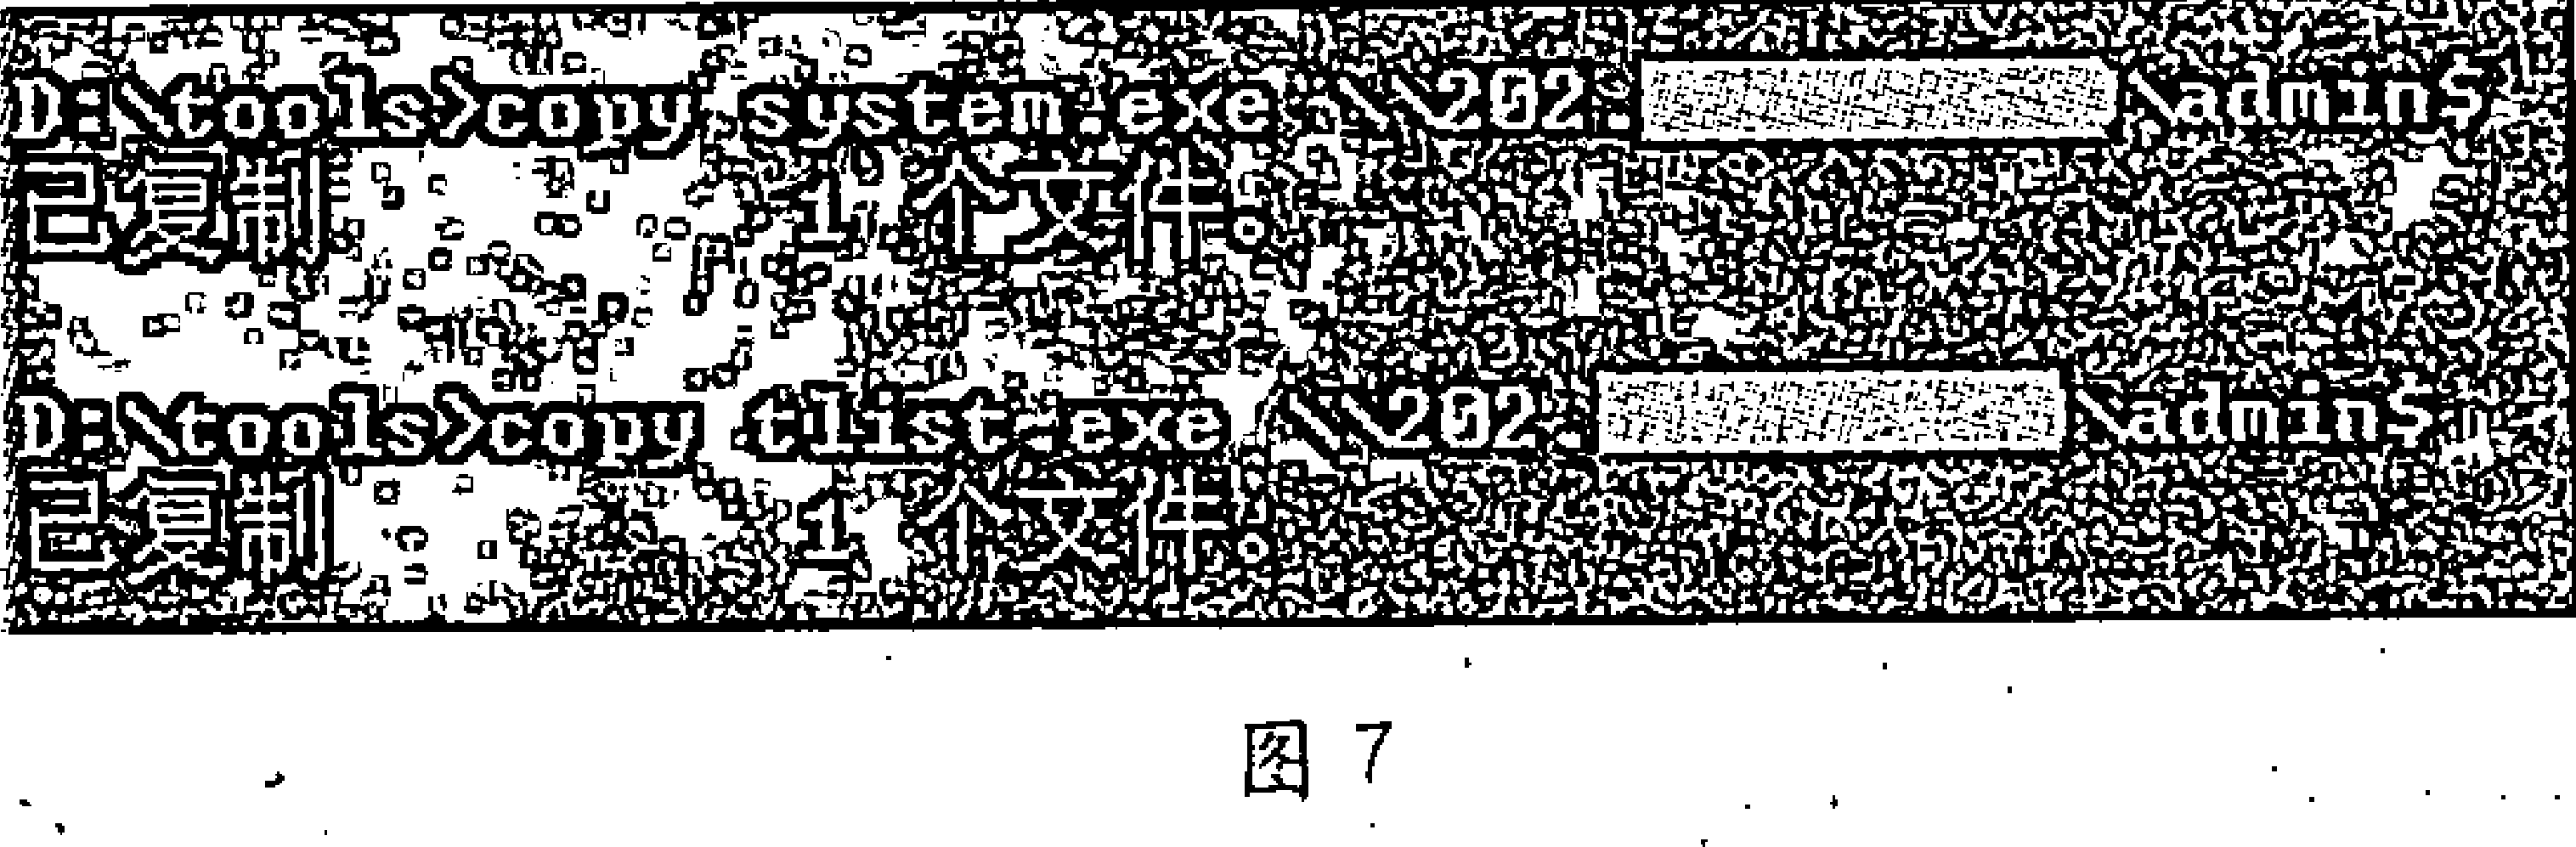 D:\tools>copy system.exe \\202.\admin$
已复制         1 个文件。
D:\tools>copy tlist.exe \\202.\admin$
已复制         1 个文件。
图 7